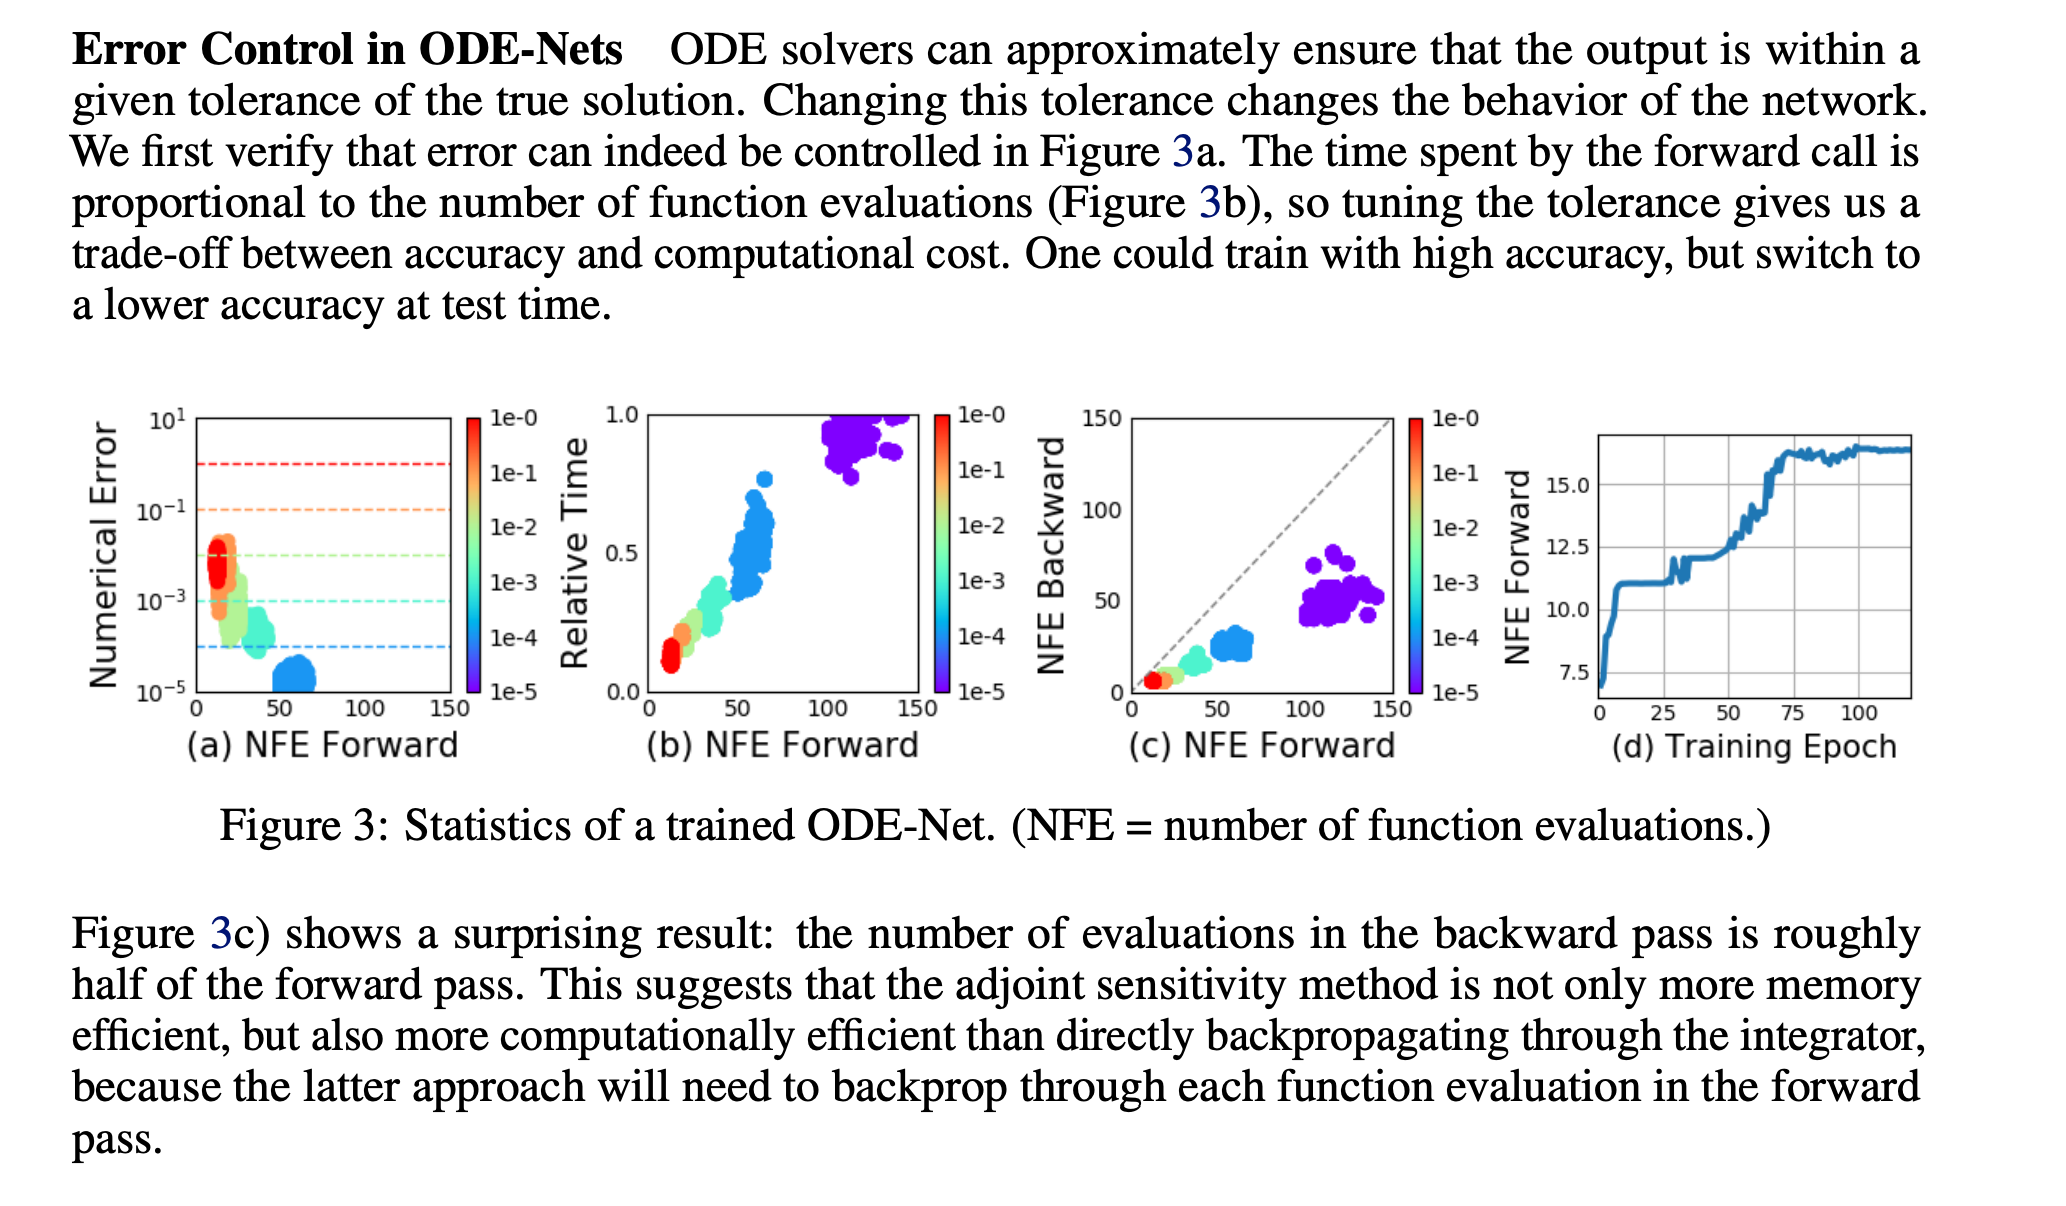 Error Control in ODE-Nets ODE solvers can approximately ensure that the output is within a
given tolerance of the true solution. Changing this tolerance changes the behavior of the network.
We first verify that error can indeed be controlled in Figure 3a. The time spent by the forward call is
proportional to the number of function evaluations (Figure 3b), so tuning the tolerance gives us a
trade-off between accuracy and computational cost. One could train with high accuracy, but switch to
a lower accuracy at test time.
Numerical Error
10¹
10⁻¹
10⁻³
10⁻⁵
0 50 100 150
(a) NFE Forward
1e-0
1e-1
1e-2
1e-3
1e-4
1e-5
Relative Time
1.0
0.5
0.0
0 50 100 150
(b) NFE Forward
1e-0
1e-1
1e-2
1e-3
1e-4
1e-5
NFE Backward
150
100
50
0
0 50 100 150
(c) NFE Forward
1e-0
1e-1
1e-2
1e-3
1e-4
1e-5
NFE Forward
15.0
12.5
10.0
7.5
0 25 50 75 100
(d) Training Epoch
Figure 3: Statistics of a trained ODE-Net. (NFE = number of function evaluations.)
Figure 3c) shows a surprising result: the number of evaluations in the backward pass is roughly
half of the forward pass. This suggests that the adjoint sensitivity method is not only more memory
efficient, but also more computationally efficient than directly backpropagating through the integrator,
because the latter approach will need to backprop through each function evaluation in the forward
pass.